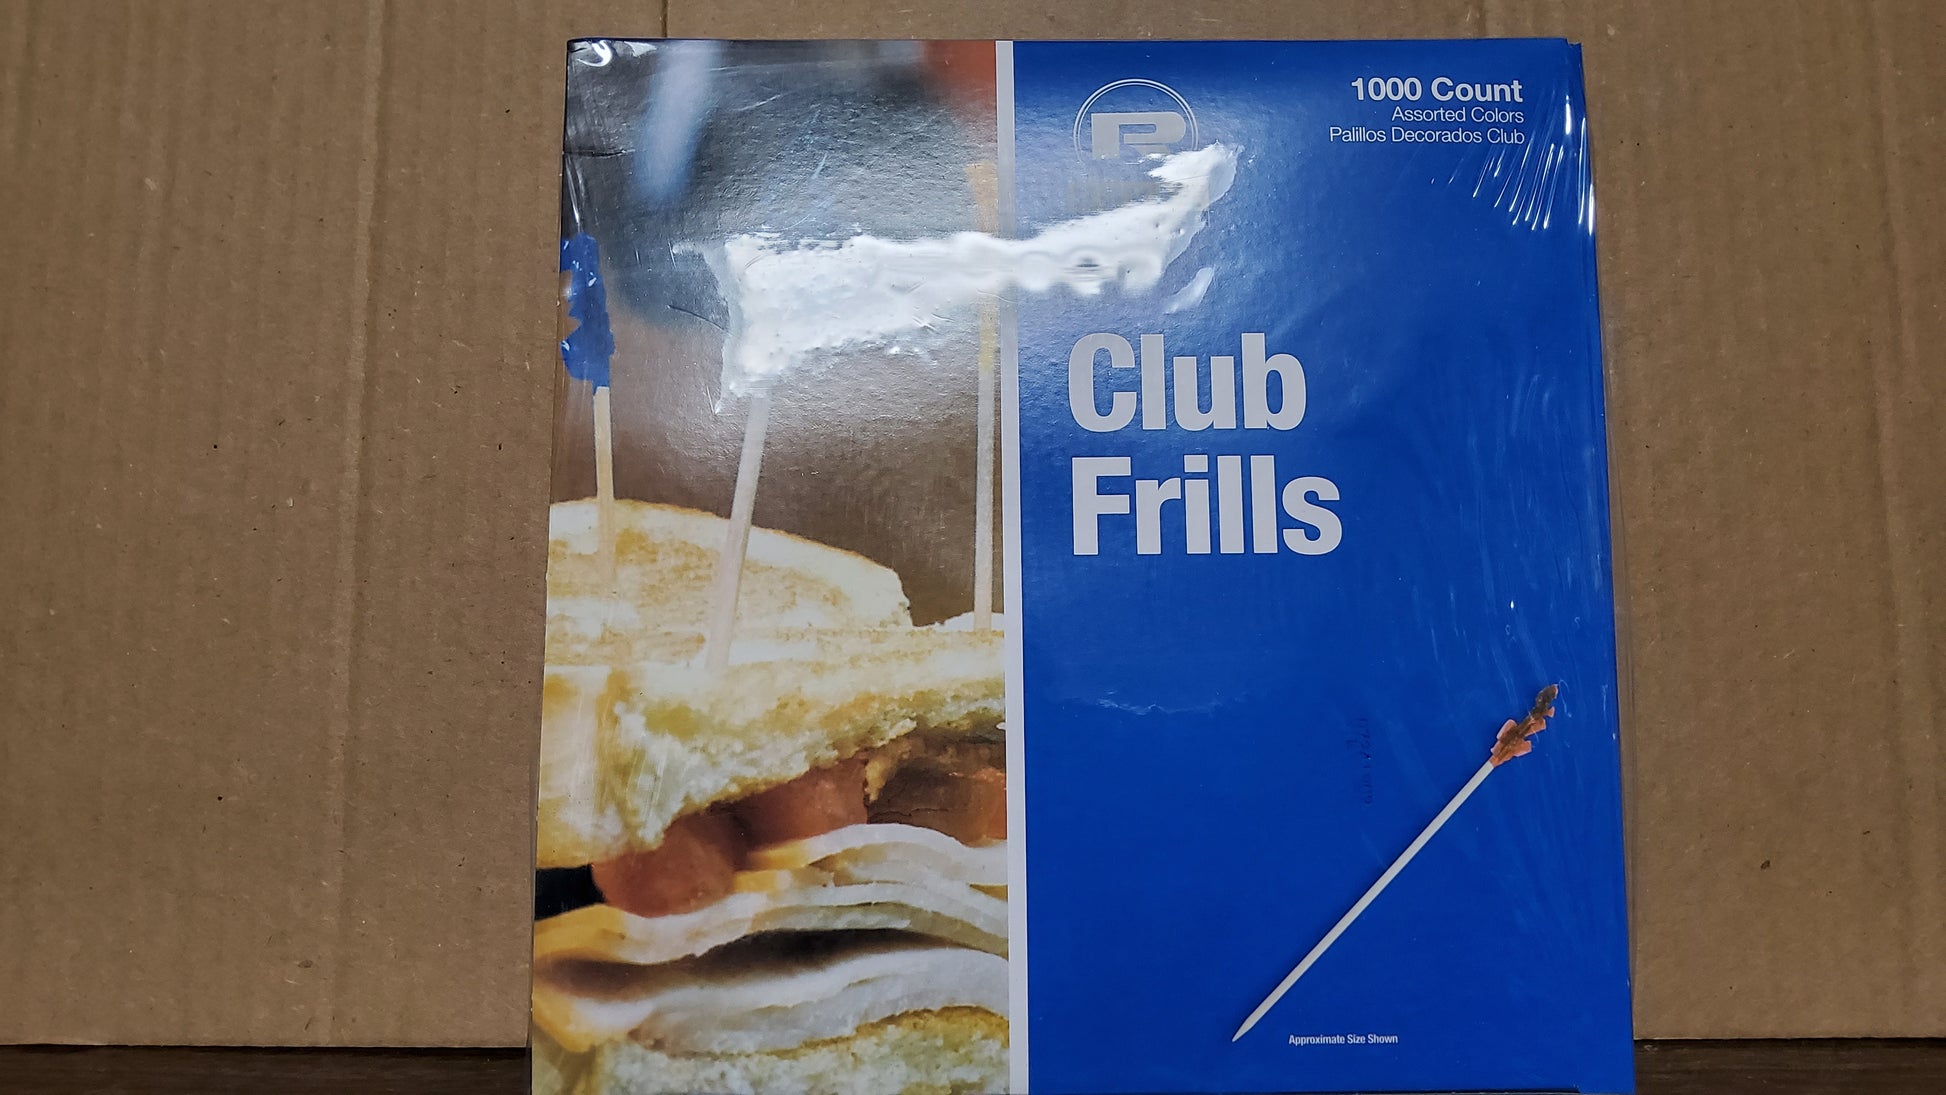 R
1000 Count
Assorted Colors
Palillos Decorados Club
Club
Frills
Approximate Size Shown